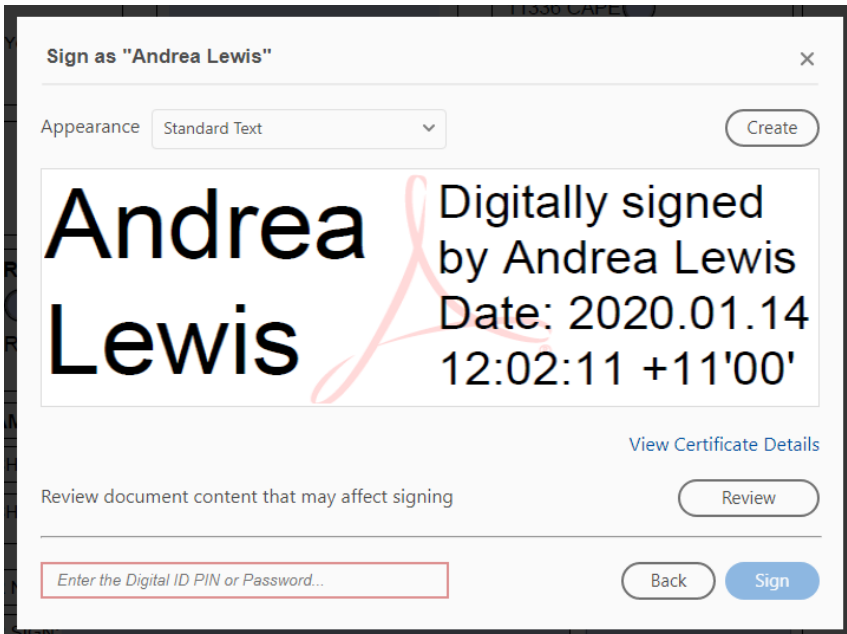 11336 CAPE
Sign as "Andrea Lewis"
Appearance
Standard Text
Create
Andrea
Lewis
Digitally signed
by Andrea Lewis
Date: 2020.01.14
12:02:11 +11'00'
View Certificate Details
Review document content that may affect signing
Review
Enter the Digital ID PIN or Password...
Back
Sign